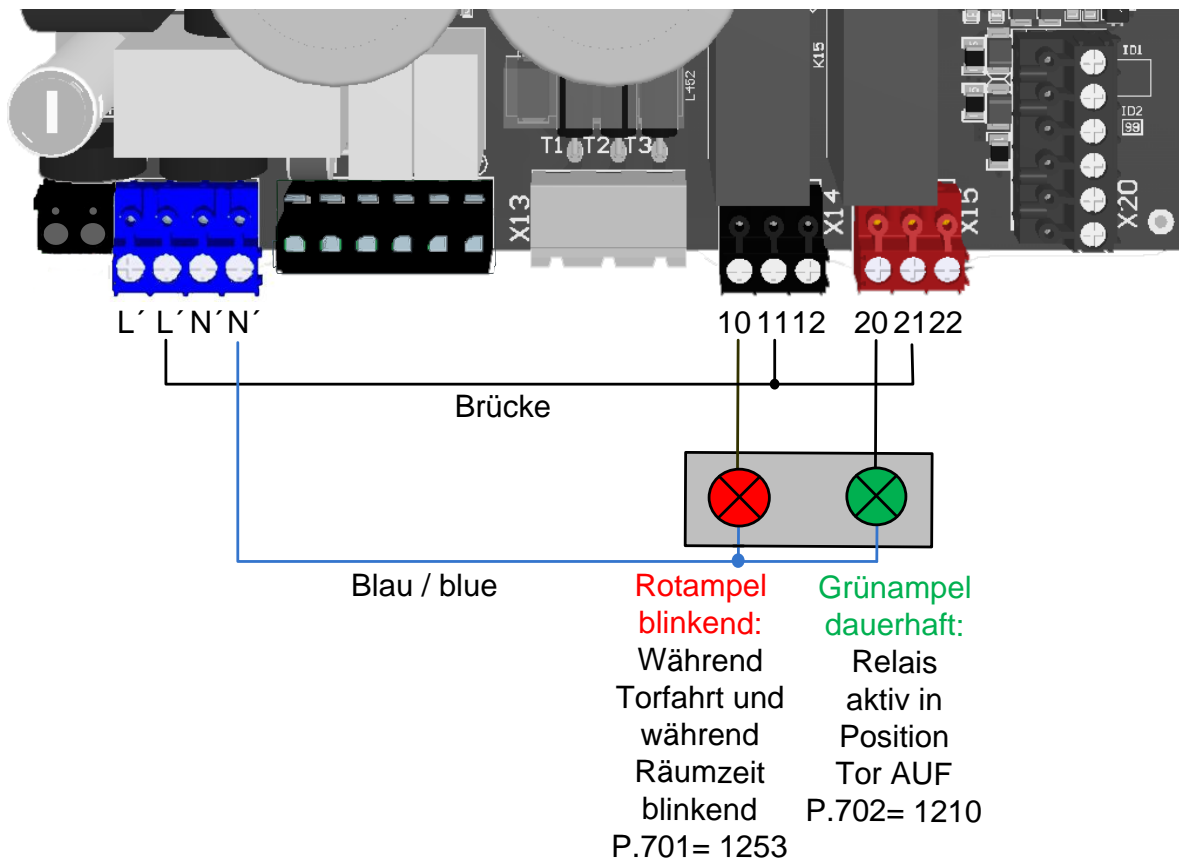 K15
L452
ID1
ID2
98
T1 T2 T3
X13
X14
X15
X20
L´ L´ N´ N´
10 11 12
20 21 22
Brücke
Blau / blue
Rotampel
blinkend:
Während
Torfahrt und
während
Räumzeit
blinkend
P.701= 1253
Grünampel
dauerhaft:
Relais
aktiv in
Position
Tor AUF
P.702= 1210